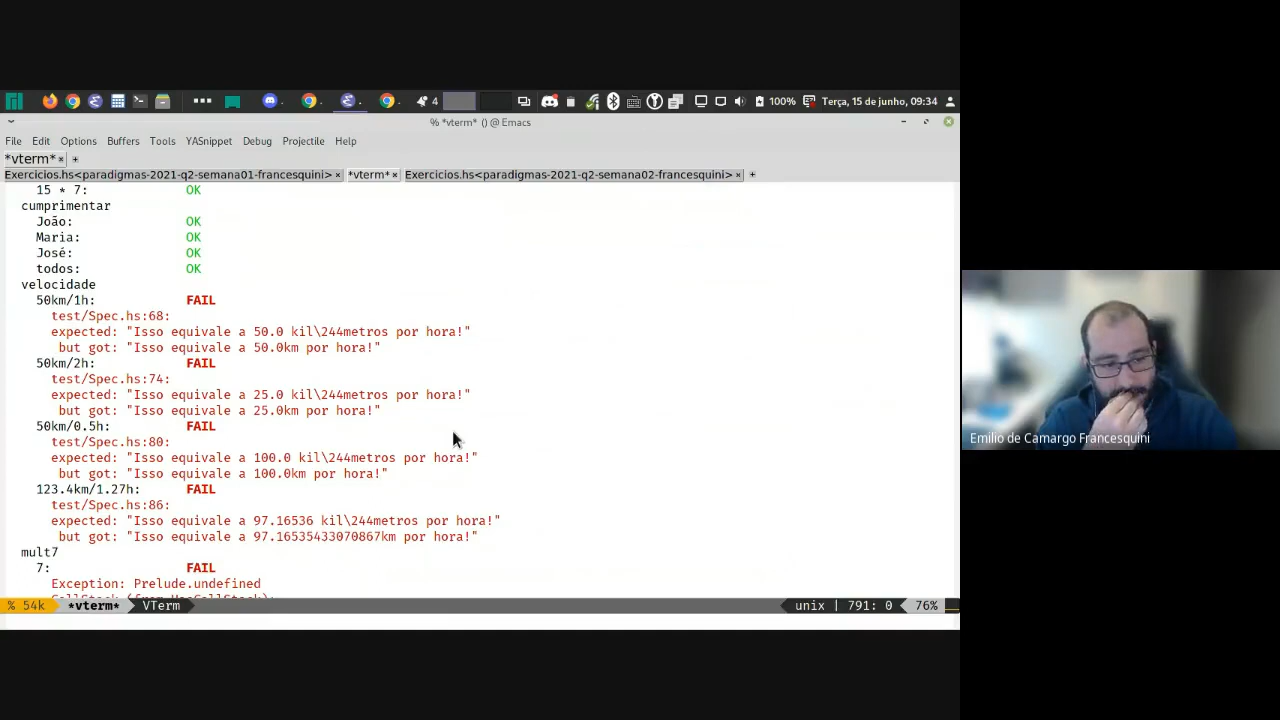 4
100%
Terça, 15 de junho, 09:34
% *vterm* () @ Emacs
File Edit Options Buffers Tools YASnippet Debug Projectile Help
*vterm* × +
Exercicios.hs<paradigmas-2021-q2-semana01-francesquini> × *vterm* × Exercicios.hs<paradigmas-2021-q2-semana02-francesquini> × +
15 * 7: OK
cumprimentar
João: OK
Maria: OK
José: OK
todos: OK
velocidade
50km/1h: FAIL
test/Spec.hs:68:
expected: "Isso equivale a 50.0 kil\244metros por hora!"
but got: "Isso equivale a 50.0km por hora!"
50km/2h: FAIL
test/Spec.hs:74:
expected: "Isso equivale a 25.0 kil\244metros por hora!"
but got: "Isso equivale a 25.0km por hora!"
50km/0.5h: FAIL
test/Spec.hs:80:
expected: "Isso equivale a 100.0 kil\244metros por hora!"
but got: "Isso equivale a 100.0km por hora!"
123.4km/1.27h: FAIL
test/Spec.hs:86:
expected: "Isso equivale a 97.16536 kil\244metros por hora!"
but got: "Isso equivale a 97.16535433070867km por hora!"
mult7
7: FAIL
Exception: Prelude.undefined
% 54k *vterm* VTerm unix | 791: 0 76%
Emilio de Camargo Francesquini